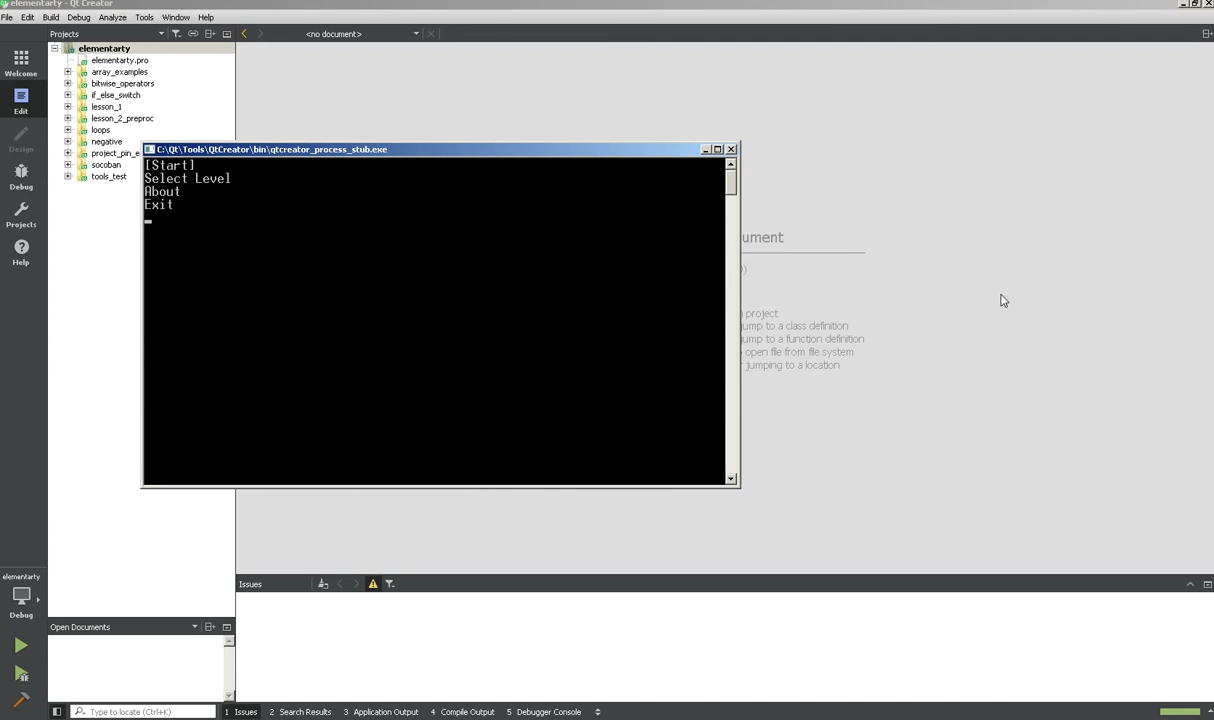 elementarty - Qt Creator
File Edit Build Debug Analyze Tools Window Help
Projects
<no document>
Welcome
Edit
Design
Debug
Projects
Help
elementarty
elementarty.pro
array_examples
bitwise_operators
if_else_switch
lesson_1
lesson_2_preproc
loops
negative
project_pin_e
socoban
tools_test
C:\Qt\Tools\QtCreator\bin\qtcreator_process_stub.exe
[Start]
Select Level
About
Exit
ument
project
jump to a class definition
jump to a function definition
open file from file system
jumping to a location
Issues
elementarty
Debug
Open Documents
Type to locate (Ctrl+K)
1 Issues 2 Search Results 3 Application Output 4 Compile Output 5 Debugger Console